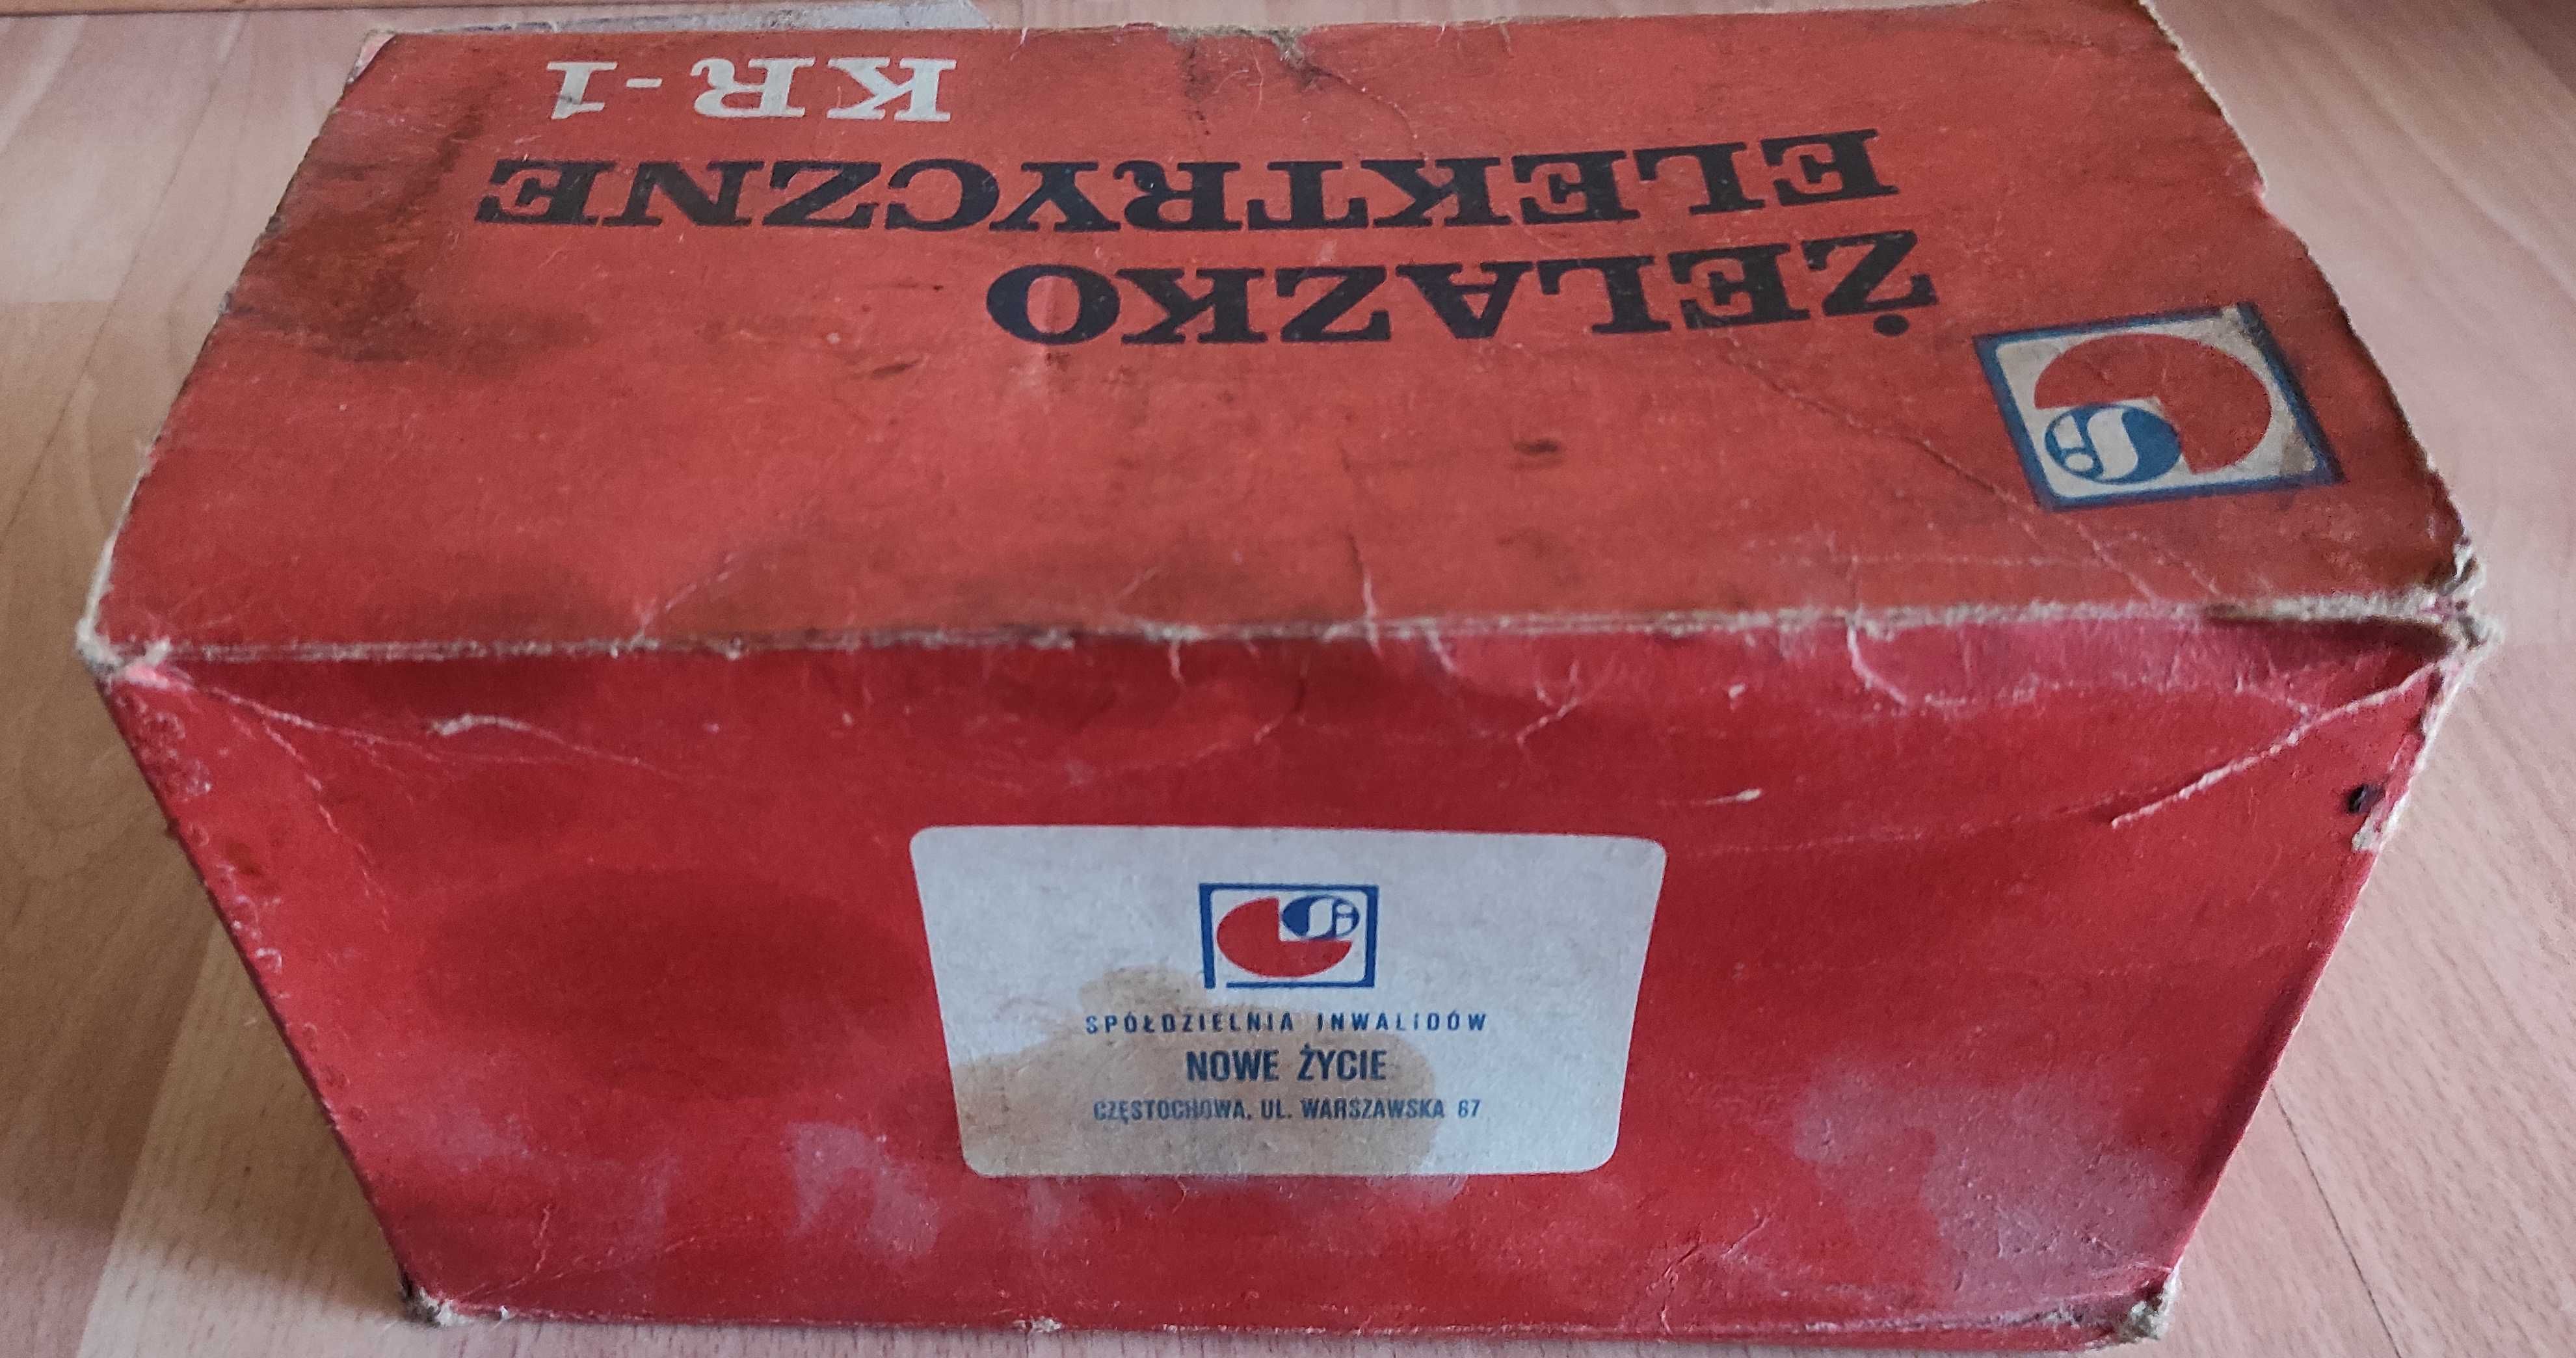 ŻELAZKO
ELEKTRYCZNE
KR-1
SPÓŁDZIELNIA INWALIDÓW
NOWE ŻYCIE
CZĘSTOCHOWA, UL. WARSZAWSKA 67